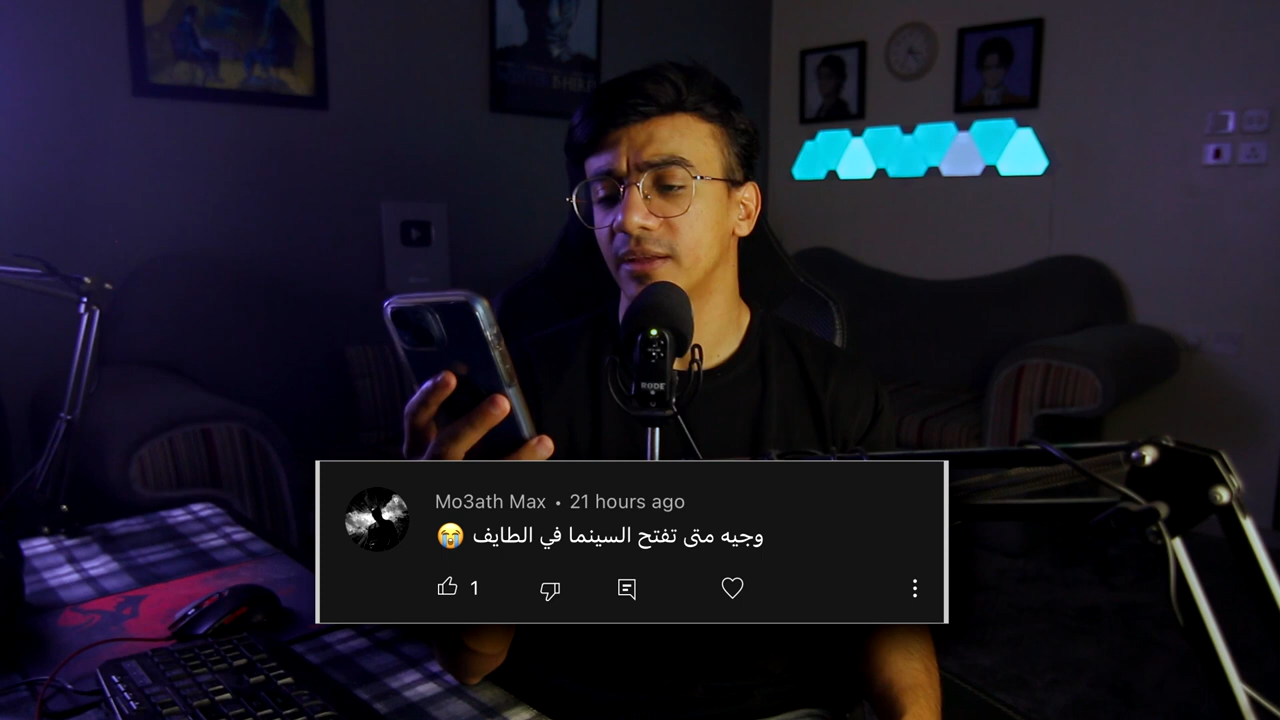 RODE
Mo3ath Max • 21 hours ago
وجيه متى تفتح السينما في الطايف 😭
1